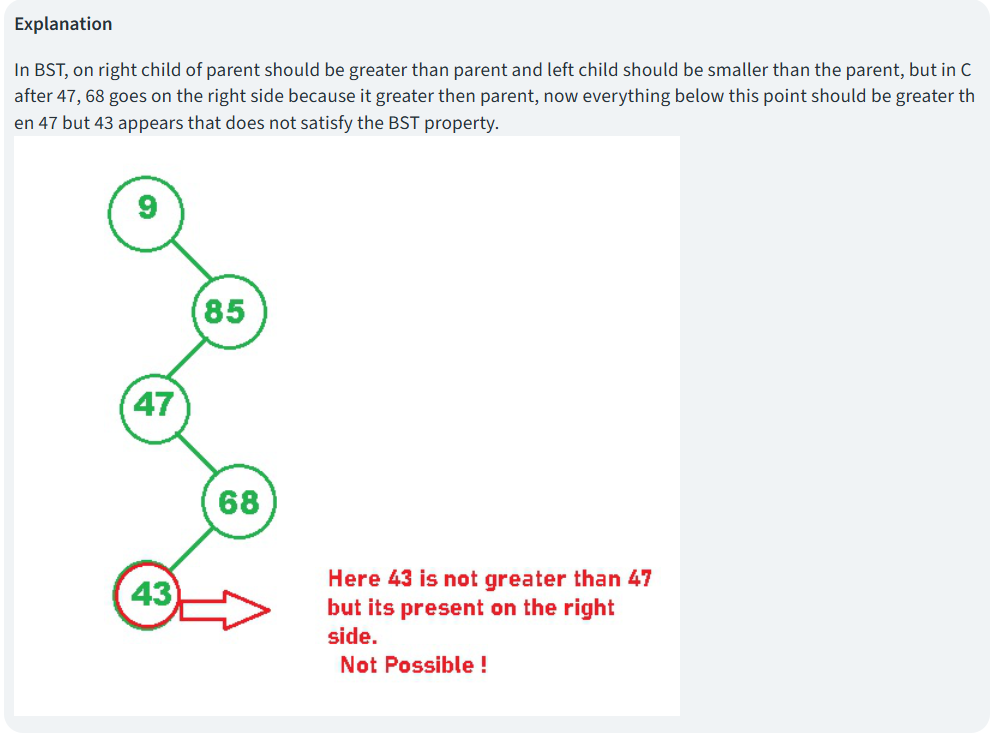 Explanation
In BST, on right child of parent should be greater than parent and left child should be smaller than the parent, but in C
after 47, 68 goes on the right side because it greater then parent, now everything below this point should be greater th
en 47 but 43 appears that does not satisfy the BST property.
9
85
47
68
43
Here 43 is not greater than 47
but its present on the right
side.
Not Possible !